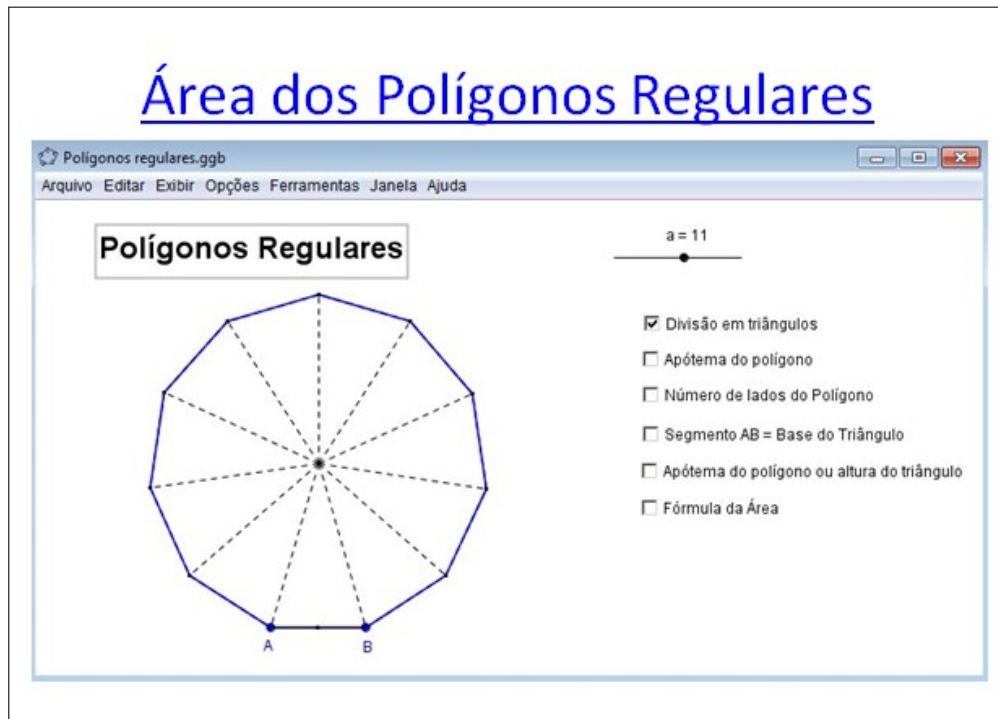 Área dos Polígonos Regulares
Polígonos regulares.ggb
Arquivo Editar Exibir Opções Ferramentas Janela Ajuda
Polígonos Regulares
a = 11
Divisão em triângulos
Apótema do polígono
Número de lados do Polígono
Segmento AB = Base do Triângulo
Apótema do polígono ou altura do triângulo
Fórmula da Área
A B